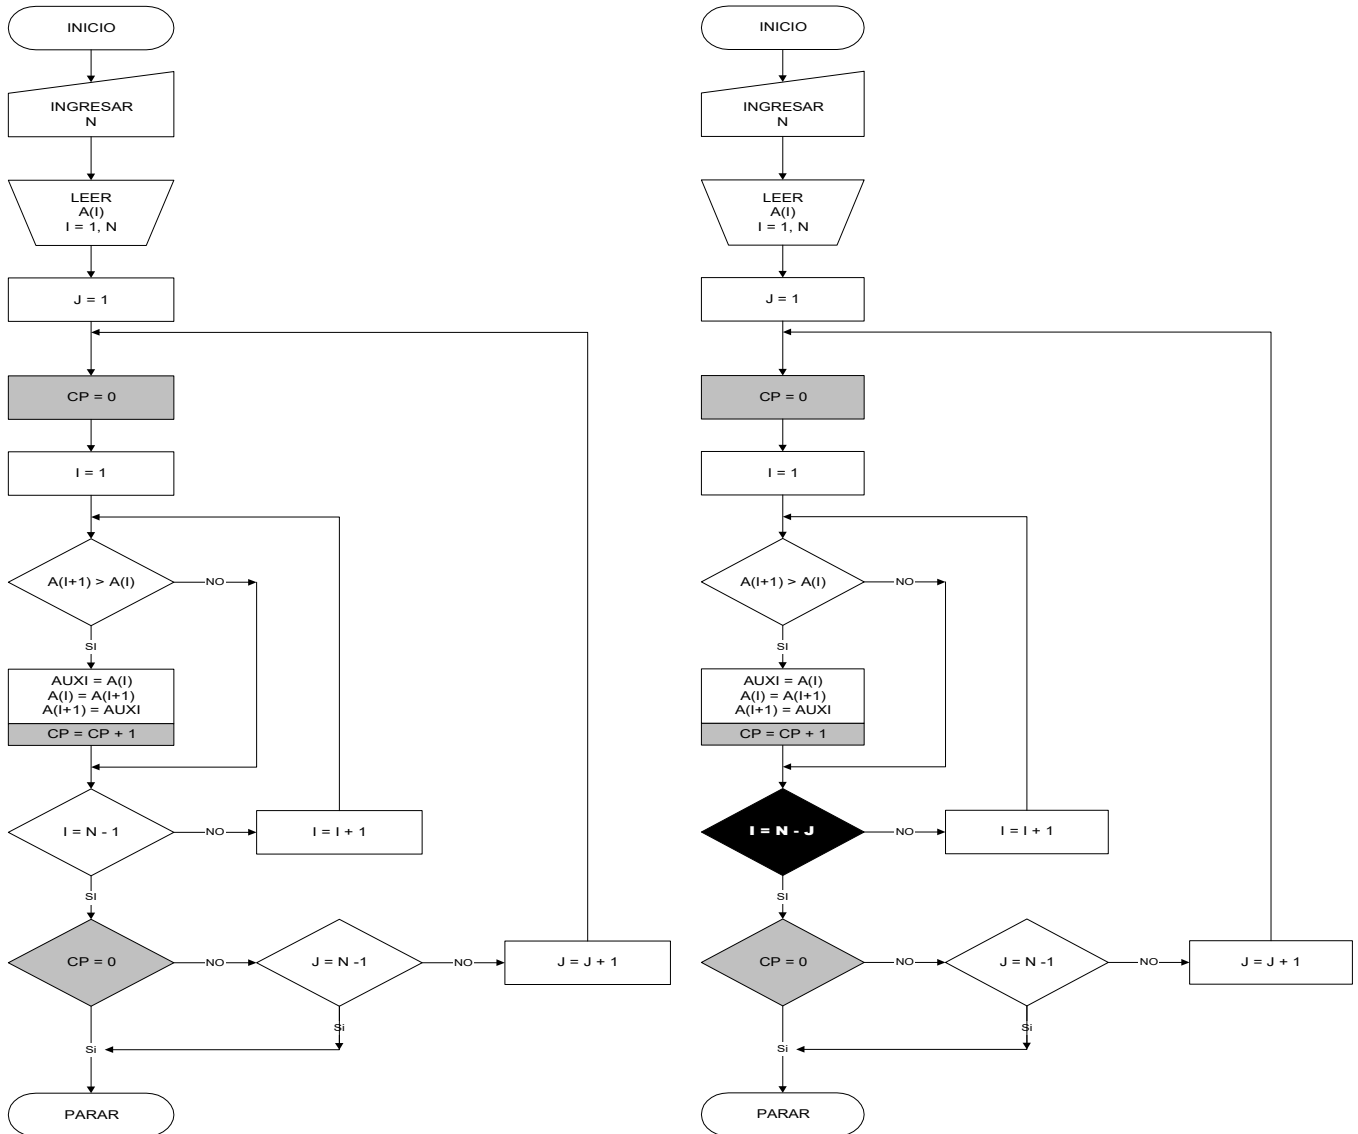 INICIO
INGRESAR
N
LEER
A(I)
I = 1, N
J = 1
CP = 0
I = 1
A(I+1) > A(I)
NO
SI
AUXI = A(I)
A(I) = A(I+1)
A(I+1) = AUXI
CP = CP + 1
I = N - 1
NO
I = I + 1
SI
CP = 0
NO
J = N -1
NO
J = J + 1
Si
Si
PARAR
INICIO
INGRESAR
N
LEER
A(I)
I = 1, N
J = 1
CP = 0
I = 1
A(I+1) > A(I)
NO
SI
AUXI = A(I)
A(I) = A(I+1)
A(I+1) = AUXI
CP = CP + 1
I = N - J
NO
I = I + 1
SI
CP = 0
NO
J = N -1
NO
J = J + 1
Si
Si
PARAR